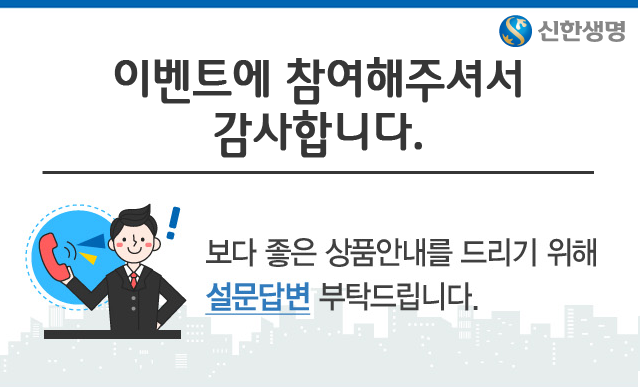 신한생명
이벤트에 참여해주셔서
감사합니다.
보다 좋은 상품안내를 드리기 위해
설문답변 부탁드립니다.